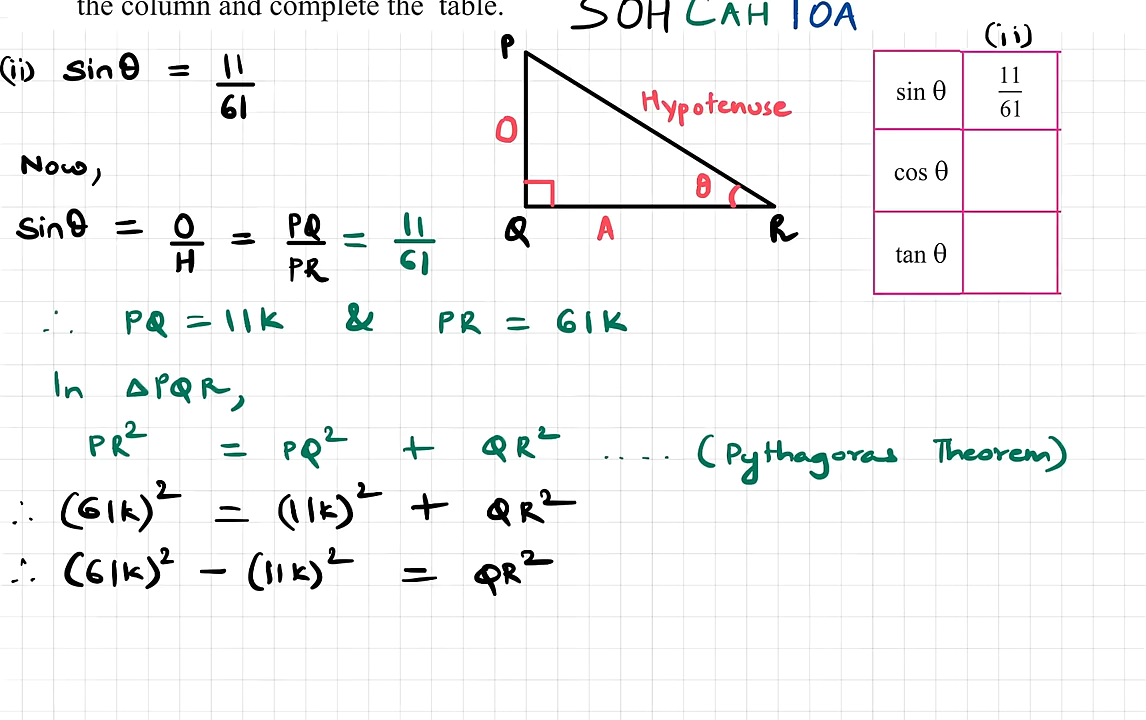 the column and complete the table.
SOH CAH TOA
(ii) sinθ = 11/61
Now,
sinθ = O/H = PQ/PR = 11/61
∴ PQ = 11k & PR = 61k
In △PQR,
PR² = PQ² + QR² .... (Pythagoras Theorem)
∴ (61k)² = (11k)² + QR²
∴ (61k)² - (11k)² = QR²
P
O
Hypotenuse
θ
Q
A
R
(ii)
sin θ 11/61
cos θ
tan θ